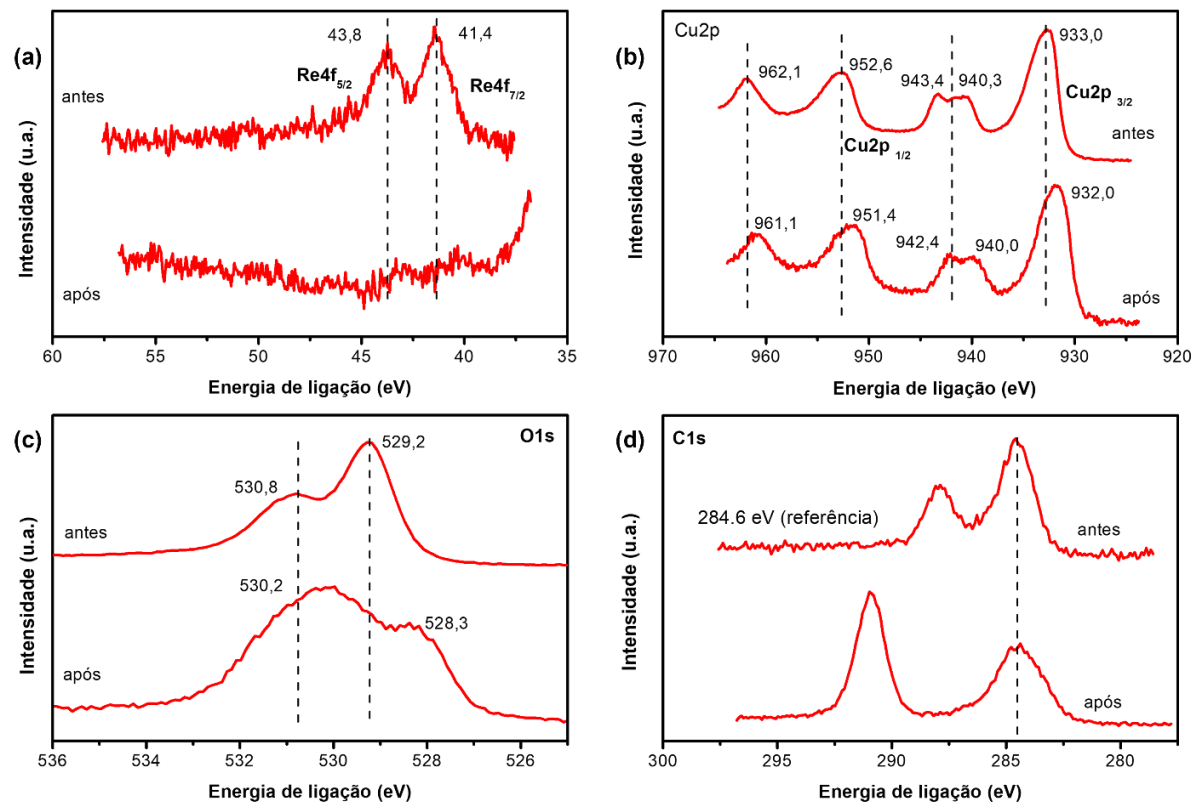 (a)
43,8
41,4
Re4f5/2
Re4f7/2
antes
após
Intensidade (u.a.)
60 55 50 45 40 35
Energia de ligação (eV)
(b)
Cu2p
933,0
962,1
952,6
943,4
940,3
Cu2p 3/2
antes
Cu2p 1/2
932,0
961,1
951,4
942,4
940,0
após
Intensidade (u.a.)
970 960 950 940 930 920
Energia de ligação (eV)
(c)
O1s
529,2
530,8
antes
530,2
528,3
após
Intensidade (u.a.)
536 534 532 530 528 526
Energia de ligação (eV)
(d)
C1s
284.6 eV (referência)
antes
após
Intensidade (u.a.)
300 295 290 285 280
Energia de ligação (eV)